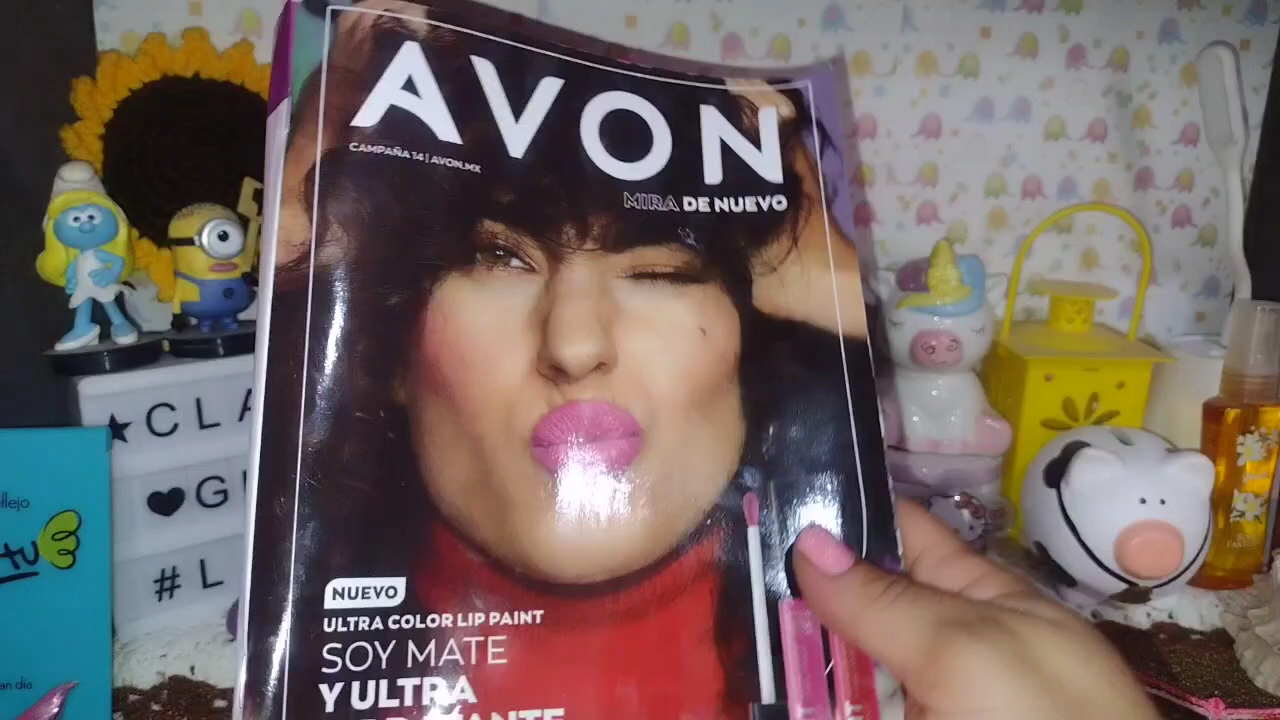 AVON
CAMPAÑA 14 | AVON.MX
MIRA DE NUEVO
NUEVO
ULTRA COLOR LIP PAINT
SOY MATE
Y ULTRA
★CLA
♥G
# L
tu